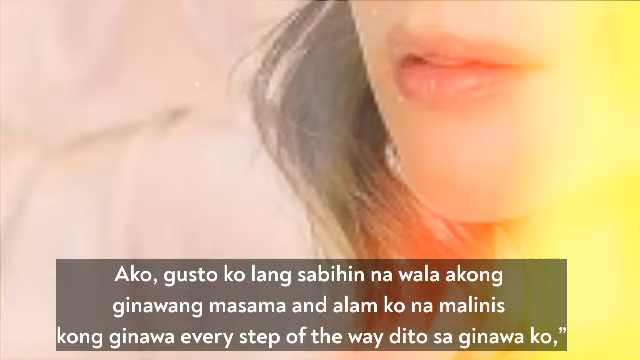 Ako, gusto ko lang sabihin na wala akong
ginawang masama and alam ko na malinis
kong ginawa every step of the way dito sa ginawa ko,”